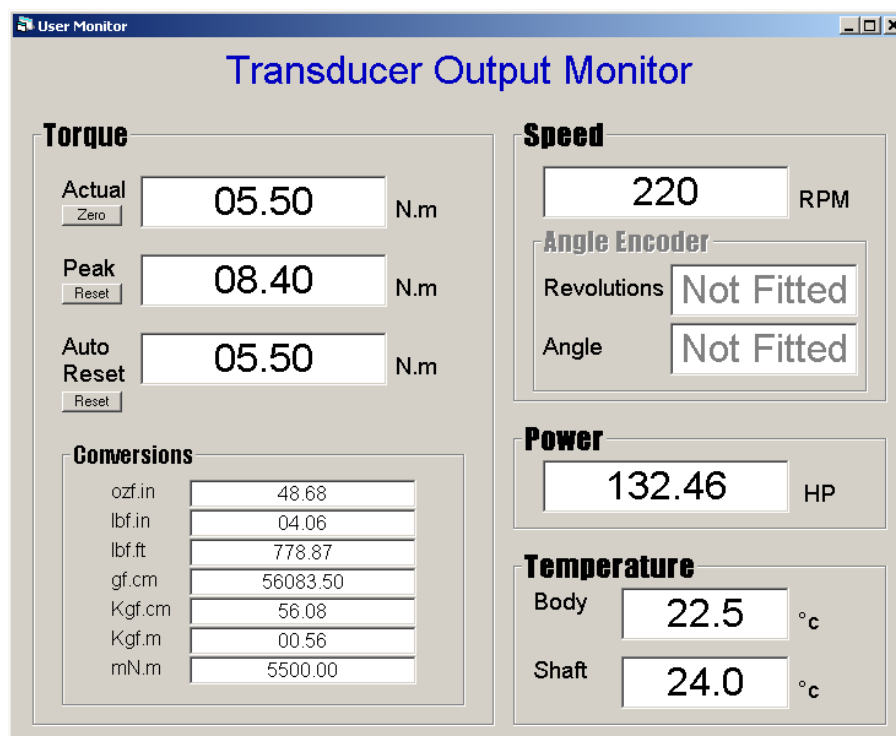 User Monitor
Transducer Output Monitor
Torque
Actual
Zero
05.50 N.m
Peak
Reset
08.40 N.m
Auto
Reset
Reset
05.50 N.m
Conversions
ozf.in 48.68
lbf.in 04.06
lbf.ft 778.87
gf.cm 56083.50
Kgf.cm 56.08
Kgf.m 00.56
mN.m 5500.00
Speed
220 RPM
Angle Encoder
Revolutions Not Fitted
Angle Not Fitted
Power
132.46 HP
Temperature
Body 22.5 °c
Shaft 24.0 °c